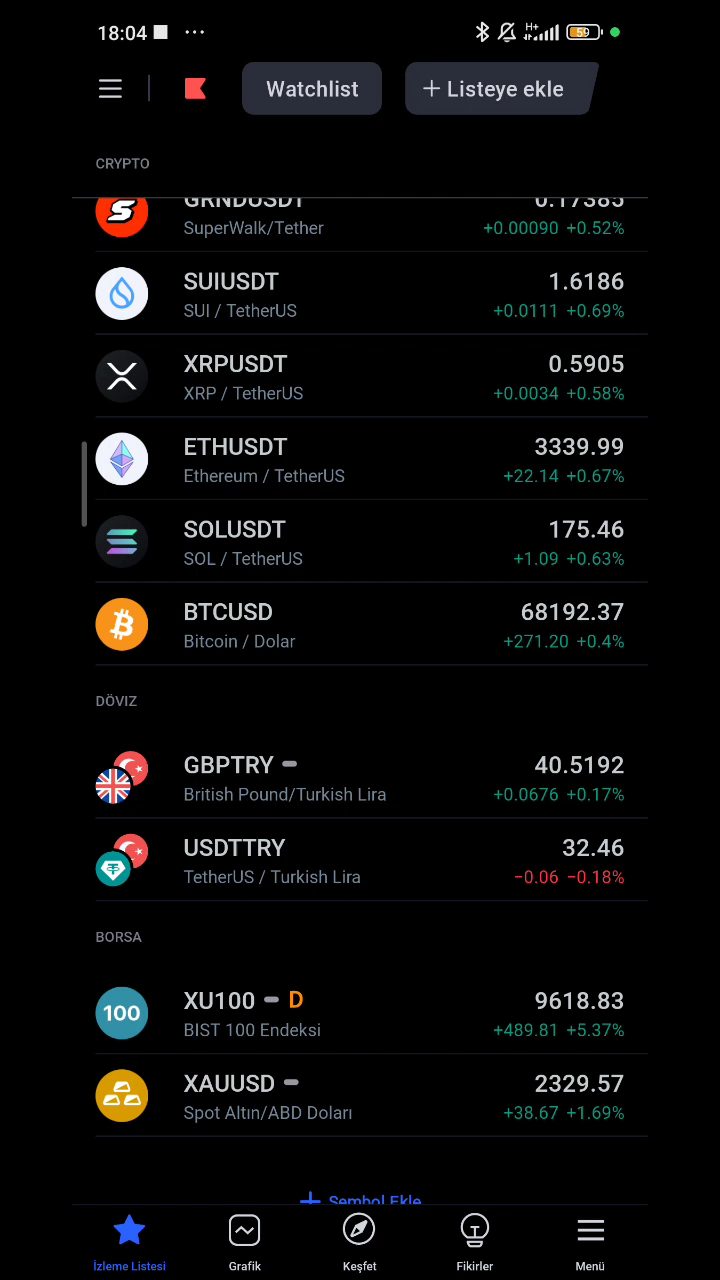 18:04
H+
59
Watchlist
+ Listeye ekle
CRYPTO
GRNDUSDT 0.17385
SuperWalk/Tether +0.00090 +0.52%
SUIUSDT 1.6186
SUI / TetherUS +0.0111 +0.69%
XRPUSDT 0.5905
XRP / TetherUS +0.0034 +0.58%
ETHUSDT 3339.99
Ethereum / TetherUS +22.14 +0.67%
SOLUSDT 175.46
SOL / TetherUS +1.09 +0.63%
BTCUSD 68192.37
Bitcoin / Dolar +271.20 +0.4%
DÖVIZ
GBPTRY 40.5192
British Pound/Turkish Lira +0.0676 +0.17%
USDTTRY 32.46
TetherUS / Turkish Lira −0.06 −0.18%
BORSA
100 XU100 D 9618.83
BIST 100 Endeksi +489.81 +5.37%
XAUUSD 2329.57
Spot Altın/ABD Doları +38.67 +1.69%
+ Sembol Ekle
İzleme Listesi Grafik Keşfet Fikirler Menü